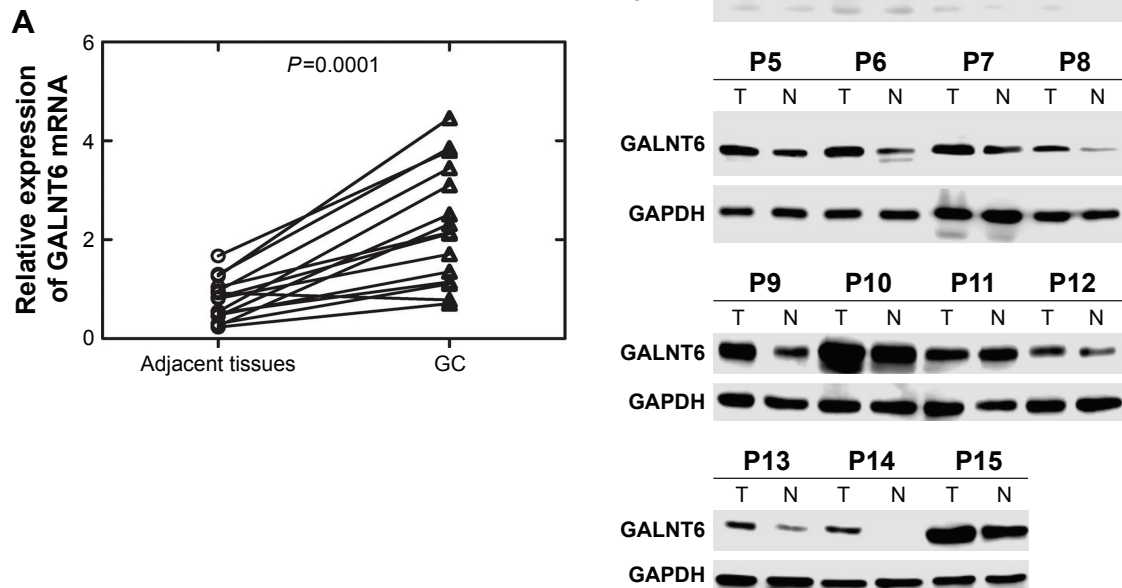 A
6
4
2
0
P=0.0001
Relative expression
of GALNT6 mRNA
Adjacent tissues GC
P5 P6 P7 P8
T N T N T N T N
GALNT6
GAPDH
P9 P10 P11 P12
T N T N T N T N
GALNT6
GAPDH
P13 P14 P15
T N T N T N
GALNT6
GAPDH